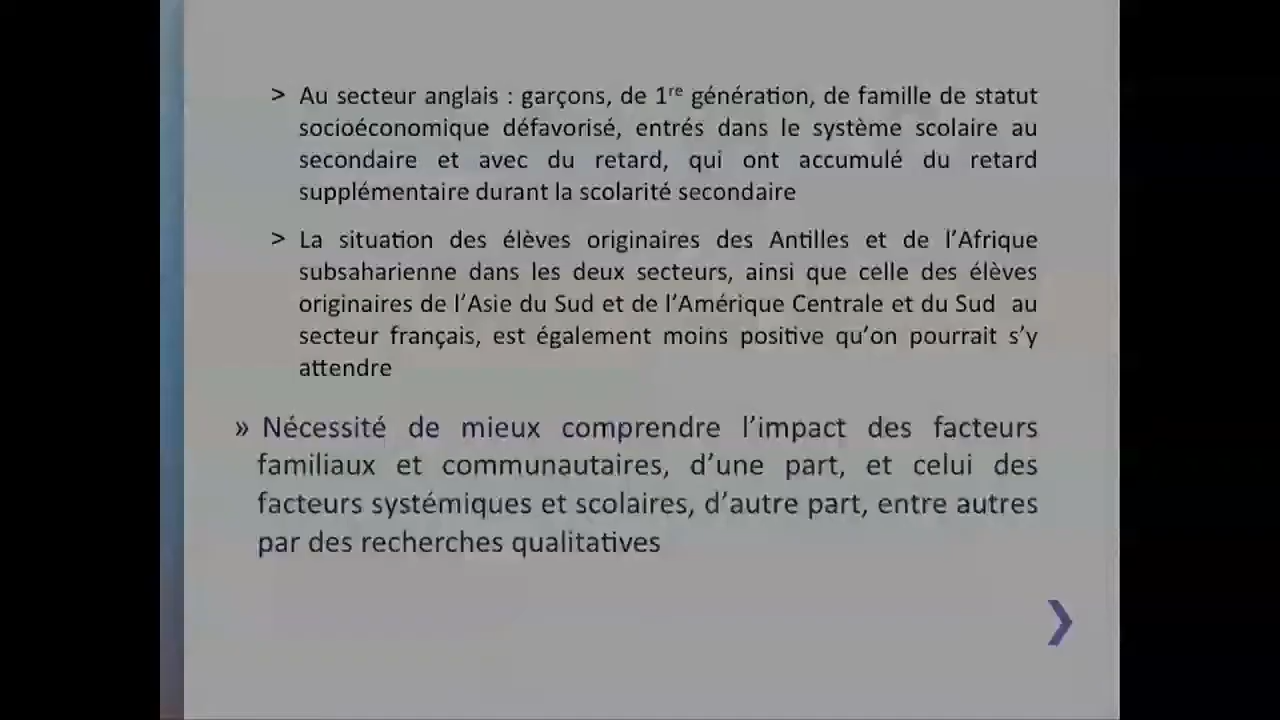 > Au secteur anglais : garçons, de 1re génération, de famille de statut
socioéconomique défavorisé, entrés dans le système scolaire au
secondaire et avec du retard, qui ont accumulé du retard
supplémentaire durant la scolarité secondaire
> La situation des élèves originaires des Antilles et de l’Afrique
subsaharienne dans les deux secteurs, ainsi que celle des élèves
originaires de l’Asie du Sud et de l’Amérique Centrale et du Sud au
secteur français, est également moins positive qu’on pourrait s’y
attendre
» Nécessité de mieux comprendre l’impact des facteurs
familiaux et communautaires, d’une part, et celui des
facteurs systémiques et scolaires, d’autre part, entre autres
par des recherches qualitatives